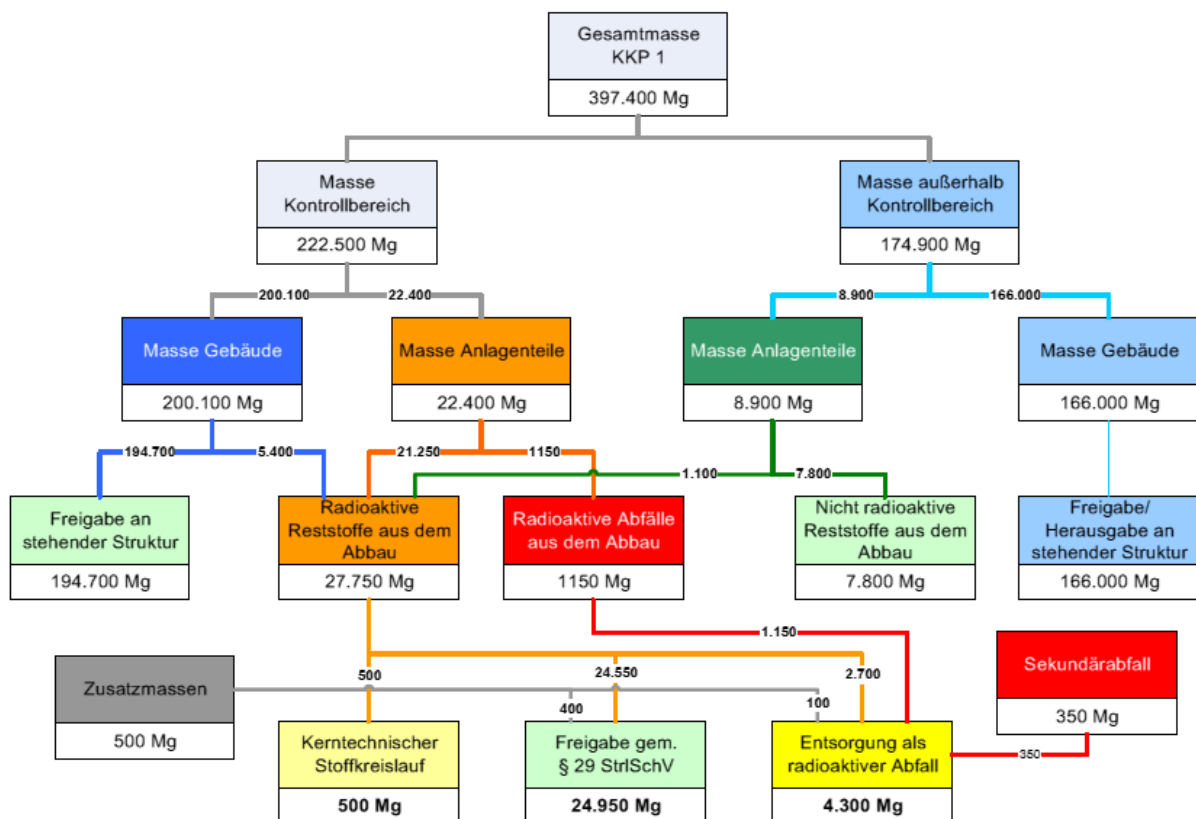 Gesamtmasse
KKP 1
397.400 Mg
Masse
Kontrollbereich
222.500 Mg
Masse außerhalb
Kontrollbereich
174.900 Mg
200.100
22.400
8.900
166.000
Masse Gebäude
200.100 Mg
Masse Anlagenteile
22.400 Mg
Masse Anlagenteile
8.900 Mg
Masse Gebäude
166.000 Mg
194.700
5.400
21.250
1150
1.100
7.800
Freigabe an
stehender Struktur
194.700 Mg
Radioaktive
Reststoffe aus dem
Abbau
27.750 Mg
Radioaktive Abfälle
aus dem Abbau
1150 Mg
Nicht radioaktive
Reststoffe aus dem
Abbau
7.800 Mg
Freigabe/
Herausgabe an
stehender Struktur
166.000 Mg
1.150
Zusatzmassen
500 Mg
500
24.550
2.700
400
100
Sekundärabfall
350 Mg
Kerntechnischer
Stoffkreislauf
500 Mg
Freigabe gem.
§ 29 StrlSchV
24.950 Mg
Entsorgung als
radioaktiver Abfall
4.300 Mg
350